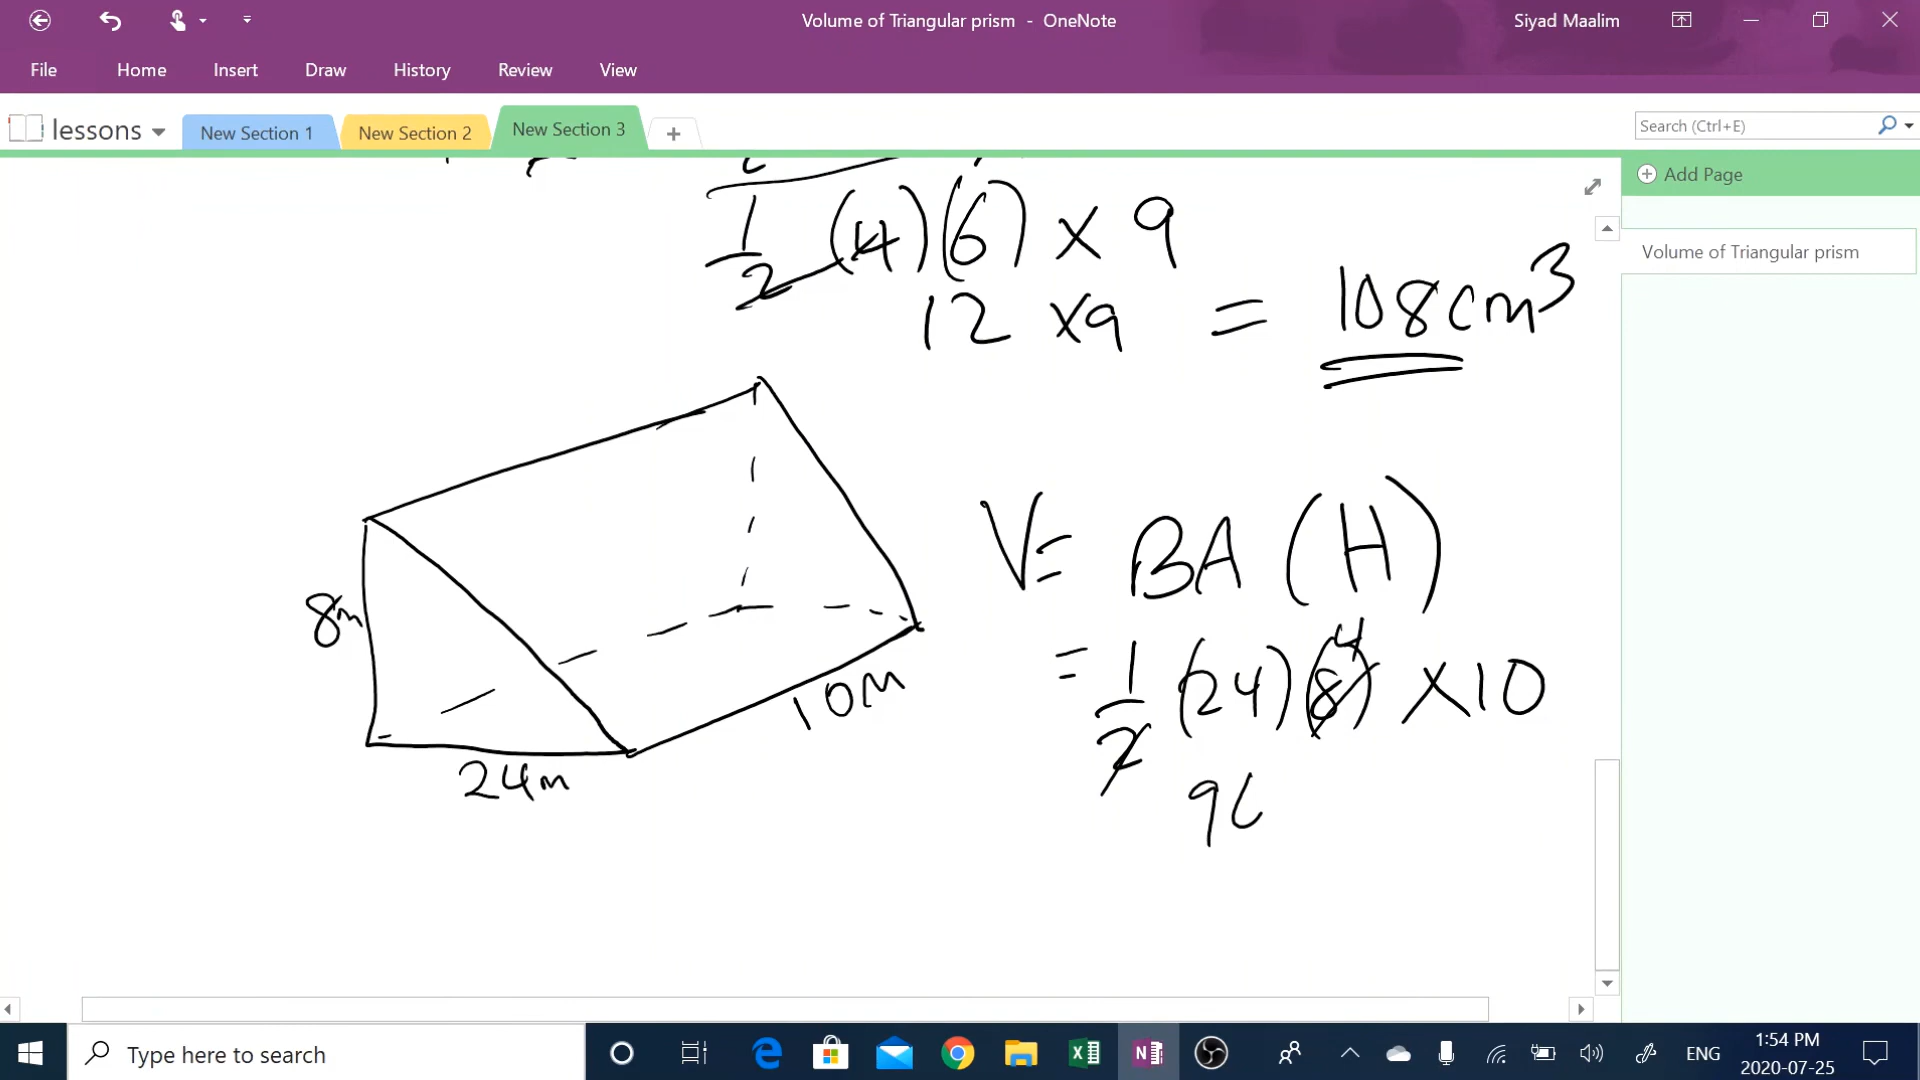 Volume of Triangular prism - OneNote
Siyad Maalim
File Home Insert Draw History Review View
lessons New Section 1 New Section 2 New Section 3 +
Search (Ctrl+E)
Add Page
Volume of Triangular prism
1/2 (4)(6) × 9
12 ×9 = 108cm³
8m
24m
10m
V= BA (H)
= 1/2 (24)(8) 4 ×10
96
Type here to search
ENG
1:54 PM
2020-07-25